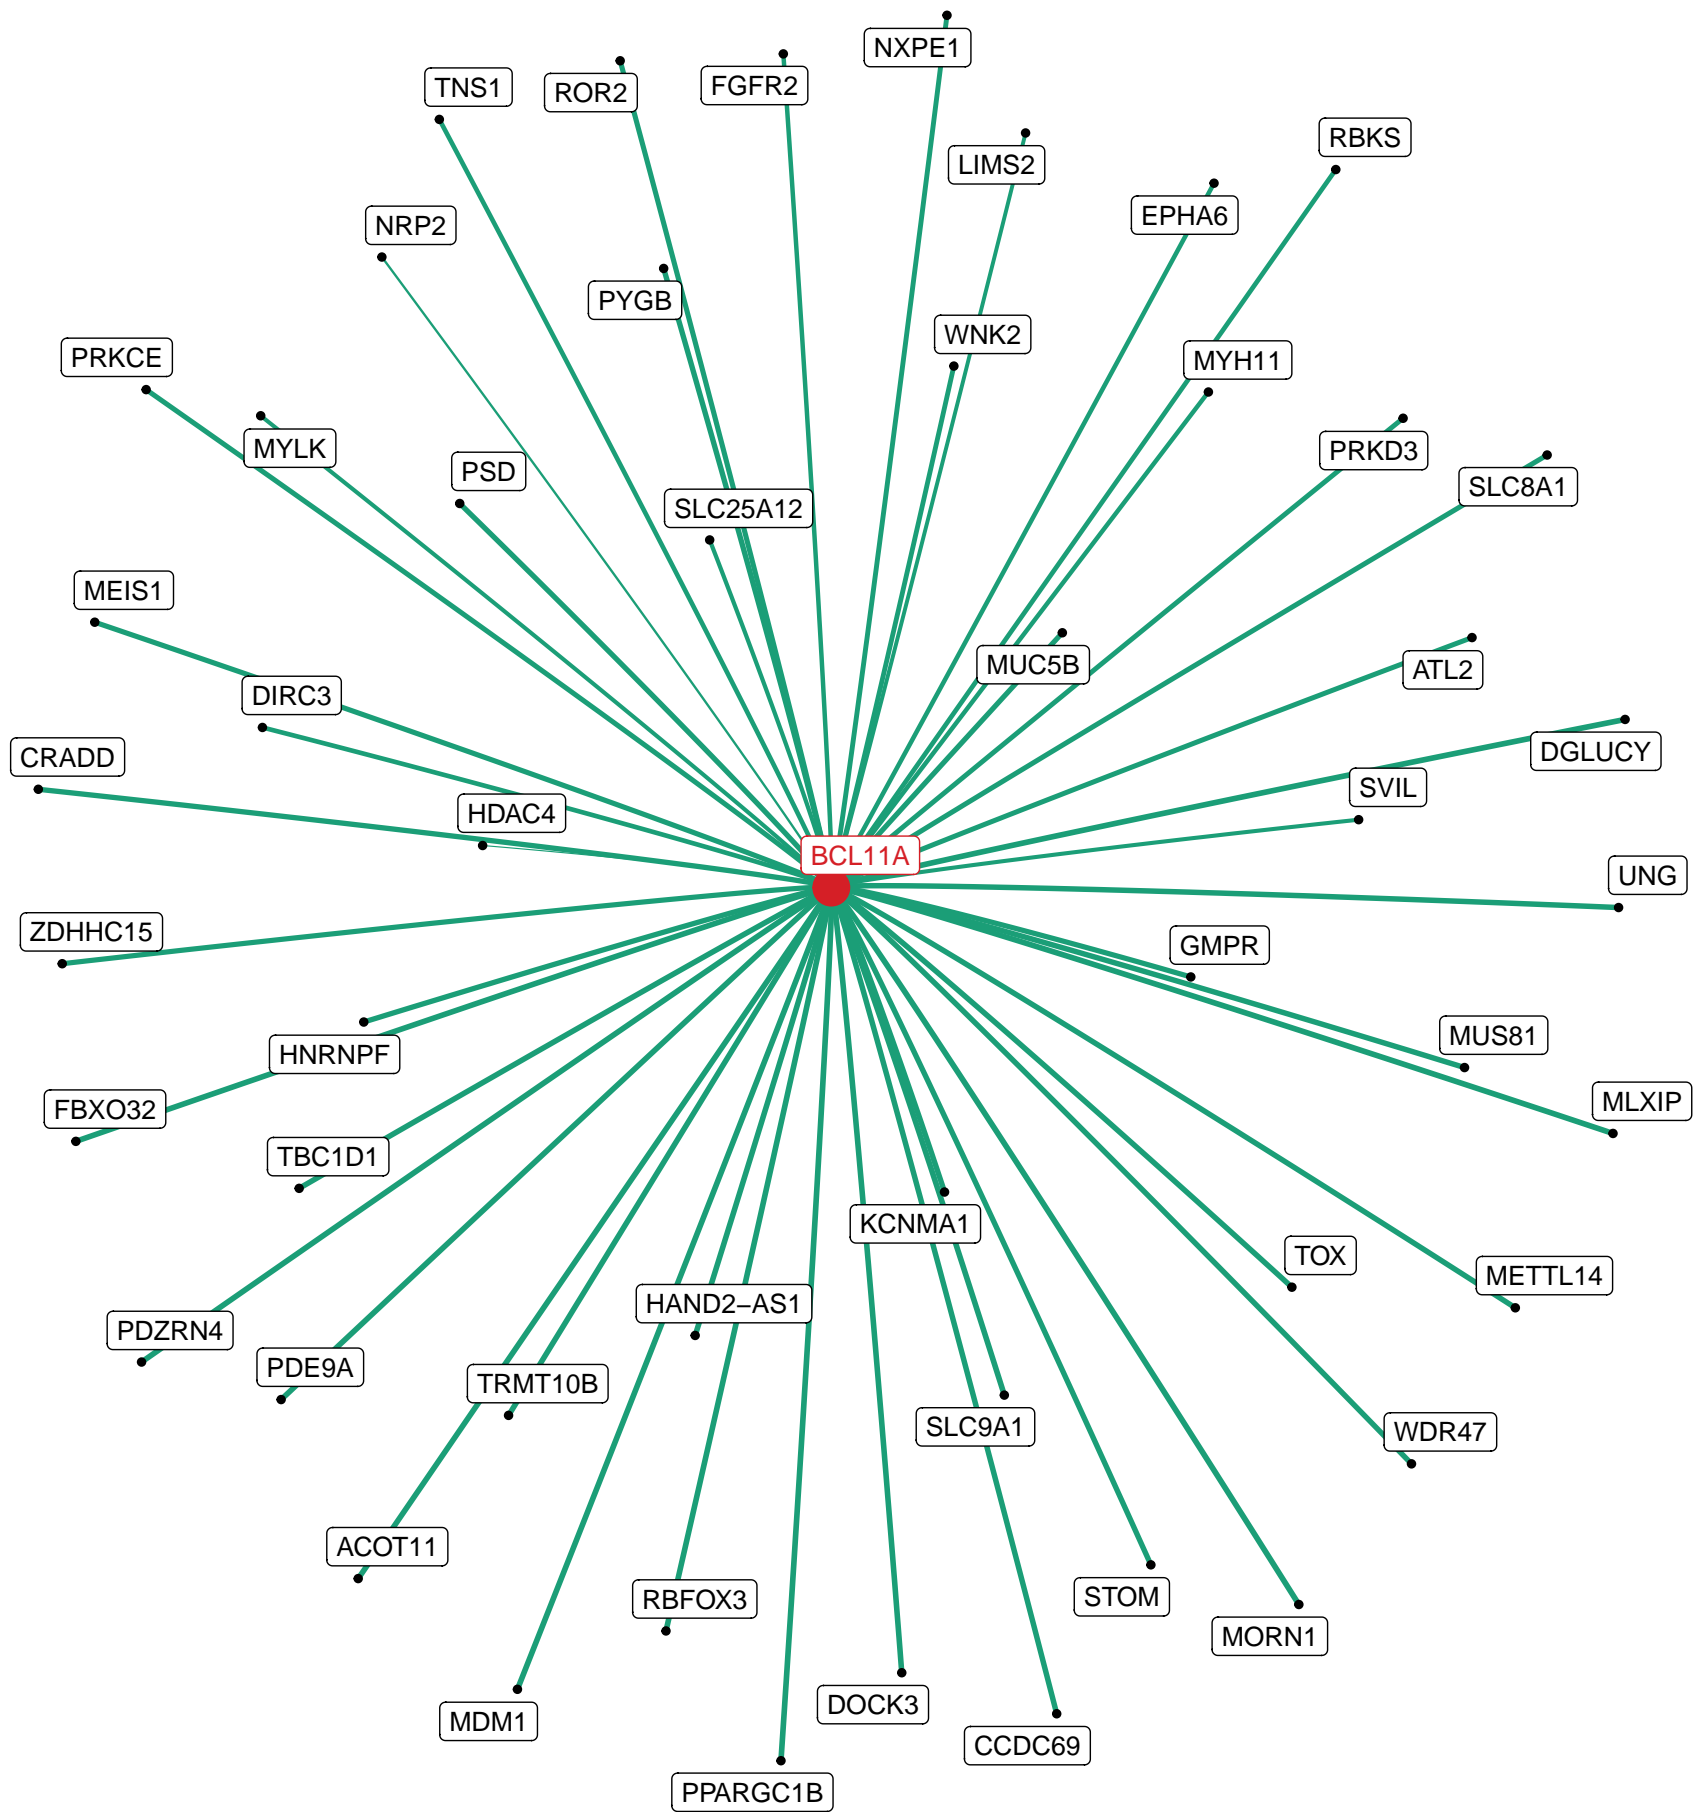 NXPE1
TNS1
ROR2
FGFR2
RBKS
LIMS2
EPHA6
NRP2
PYGB
WNK2
PRKCE
MYH11
MYLK
PRKD3
PSD
SLC8A1
SLC25A12
MEIS1
MUC5B
ATL2
DIRC3
DGLUCY
CRADD
SVIL
HDAC4
BCL11A
UNG
ZDHHC15
GMPR
MUS81
HNRNPF
MLXIP
FBXO32
TBC1D1
KCNMA1
TOX
METTL14
HAND2−AS1
PDZRN4
PDE9A
TRMT10B
SLC9A1
WDR47
ACOT11
STOM
RBFOX3
MORN1
DOCK3
MDM1
CCDC69
PPARGC1B